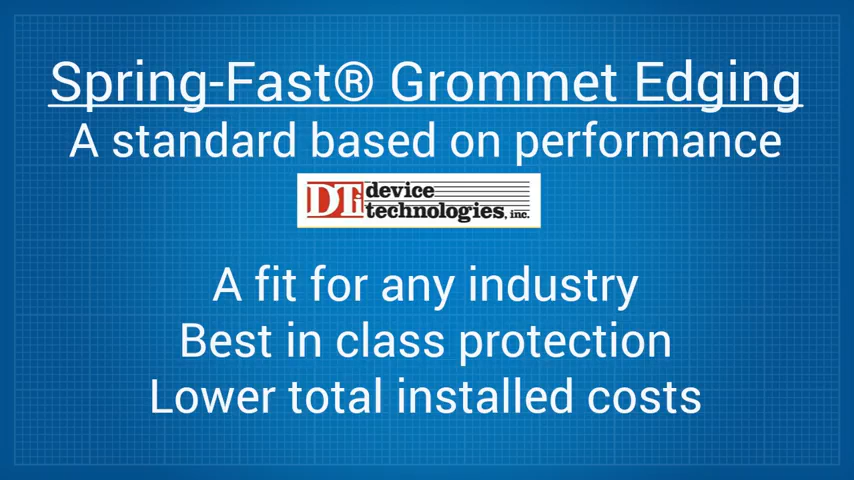 Spring-Fast® Grommet Edging
A standard based on performance
DTi device
technologies, inc.
A fit for any industry
Best in class protection
Lower total installed costs